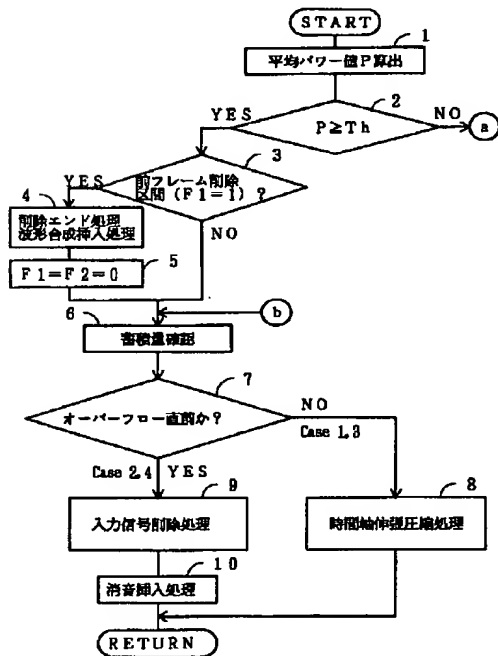 START
1
平均パワー値P算出
2
YES
NO
P≧Th
a
3
YES
前フレーム削除
区間(F1=1)?
4
削除エンド処理
波形合成挿入処理
NO
5
F1=F2=0
b
6
蓄積量確認
7
オーバーフロー直前か?
NO
Case 1,3
Case 2,4 YES
9
8
入力信号削除処理
時間軸伸張圧縮処理
10
消音挿入処理
RETURN